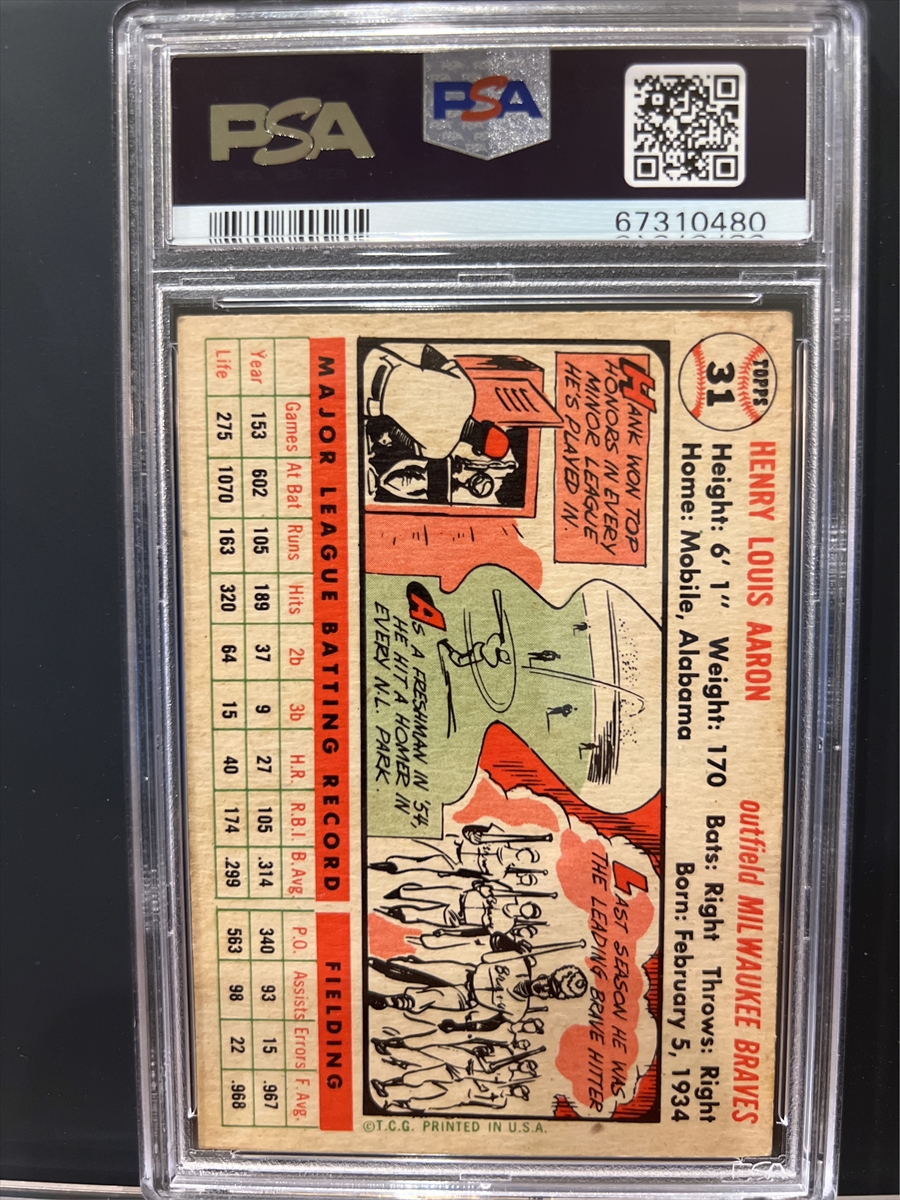 PSA
PSA
67310480
TOPPS
31
HENRY LOUIS AARON
outfield MILWAUKEE BRAVES
Height: 6' 1" Weight: 170 Bats: Right Throws: Right
Home: Mobile, Alabama Born: February 5, 1934
HANK WON TOP
HONORS IN EVERY
MINOR LEAGUE
HE'S PLAYED IN.
AS A FRESHMAN IN '54,
HE HIT A HOMER IN
EVERY N.L. PARK.
LAST SEASON HE WAS
THE LEADING BRAVE HITTER
MAJOR LEAGUE BATTING RECORD
FIELDING
Games At Bat Runs Hits 2b 3b H.R. R.B.I B. Avg. P.O. Assists Errors F. Avg.
Year 153 602 105 189 37 9 27 105 .314 340 93 15 .967
Life 275 1070 163 320 64 15 40 174 .299 563 98 22 .968
©T.C.G. PRINTED IN U.S.A.
PSA